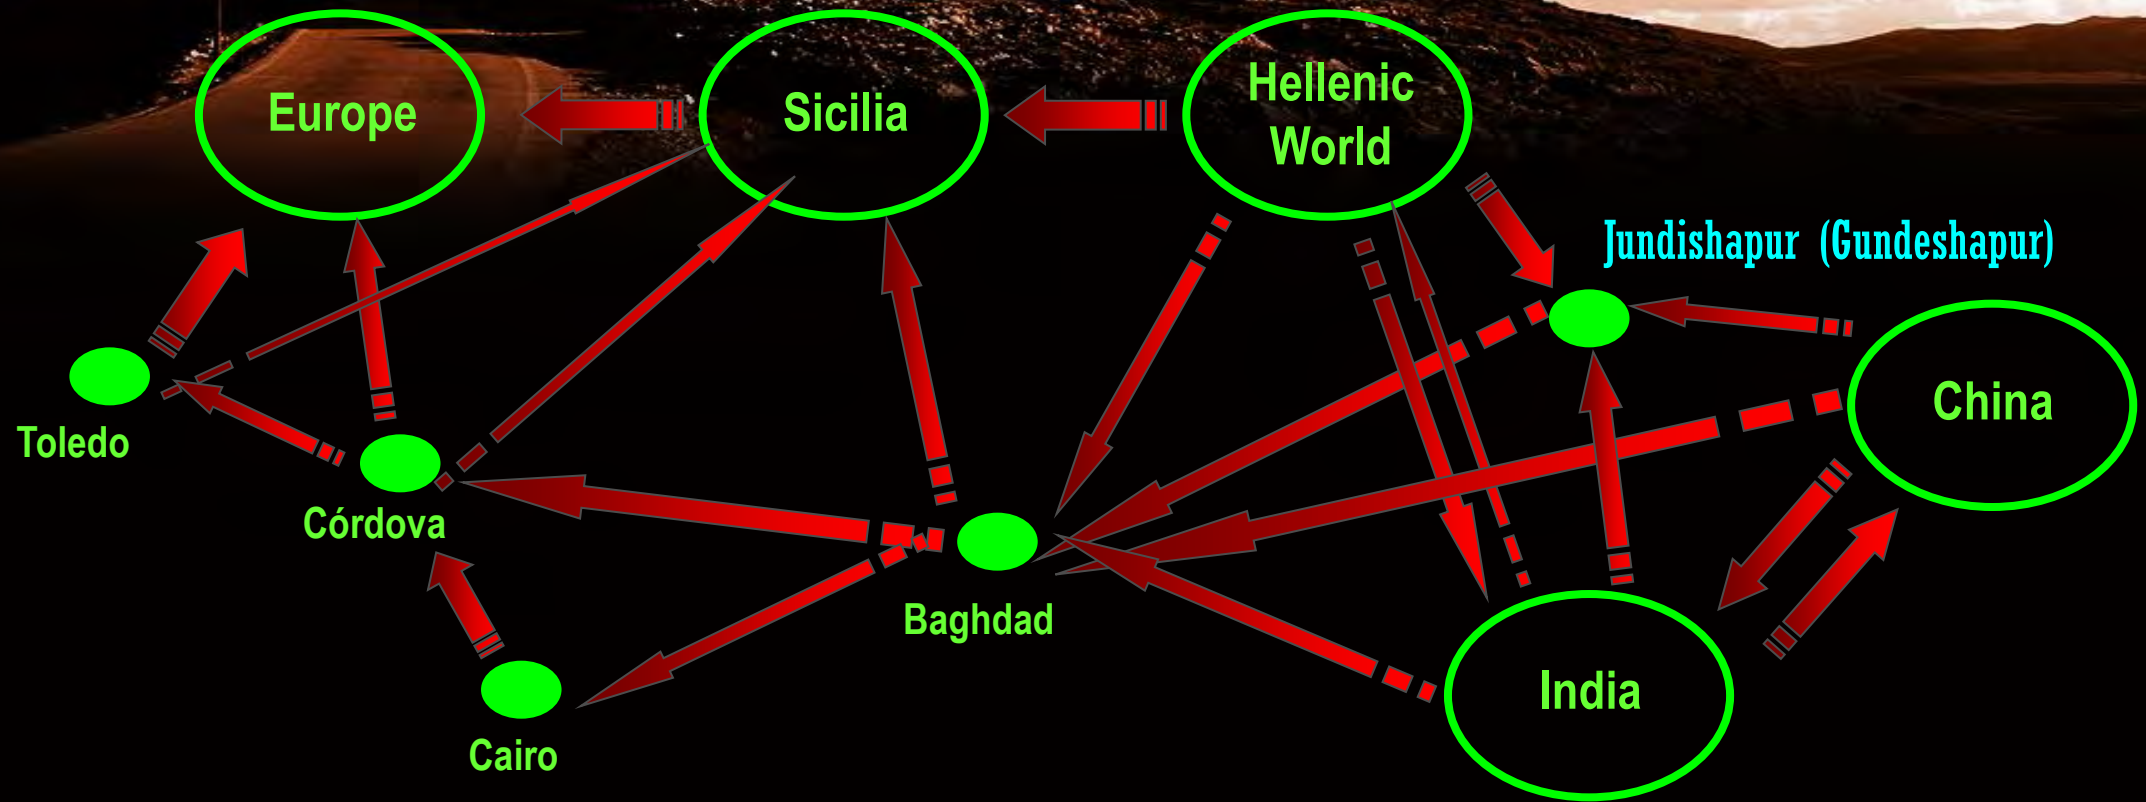 Europe
Sicilia
Hellenic
World
Jundishapur (Gundeshapur)
China
Toledo
Córdova
Baghdad
India
Cairo